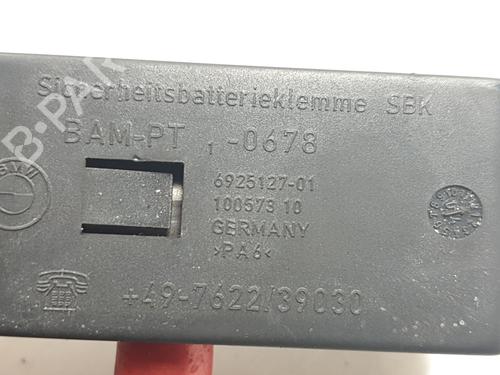 Sicherheitsbatterieklemme SBK
BAM-PT 1 -0678
6925127-01
100573 10
GERMANY
>PA6<
+49-7622/39030